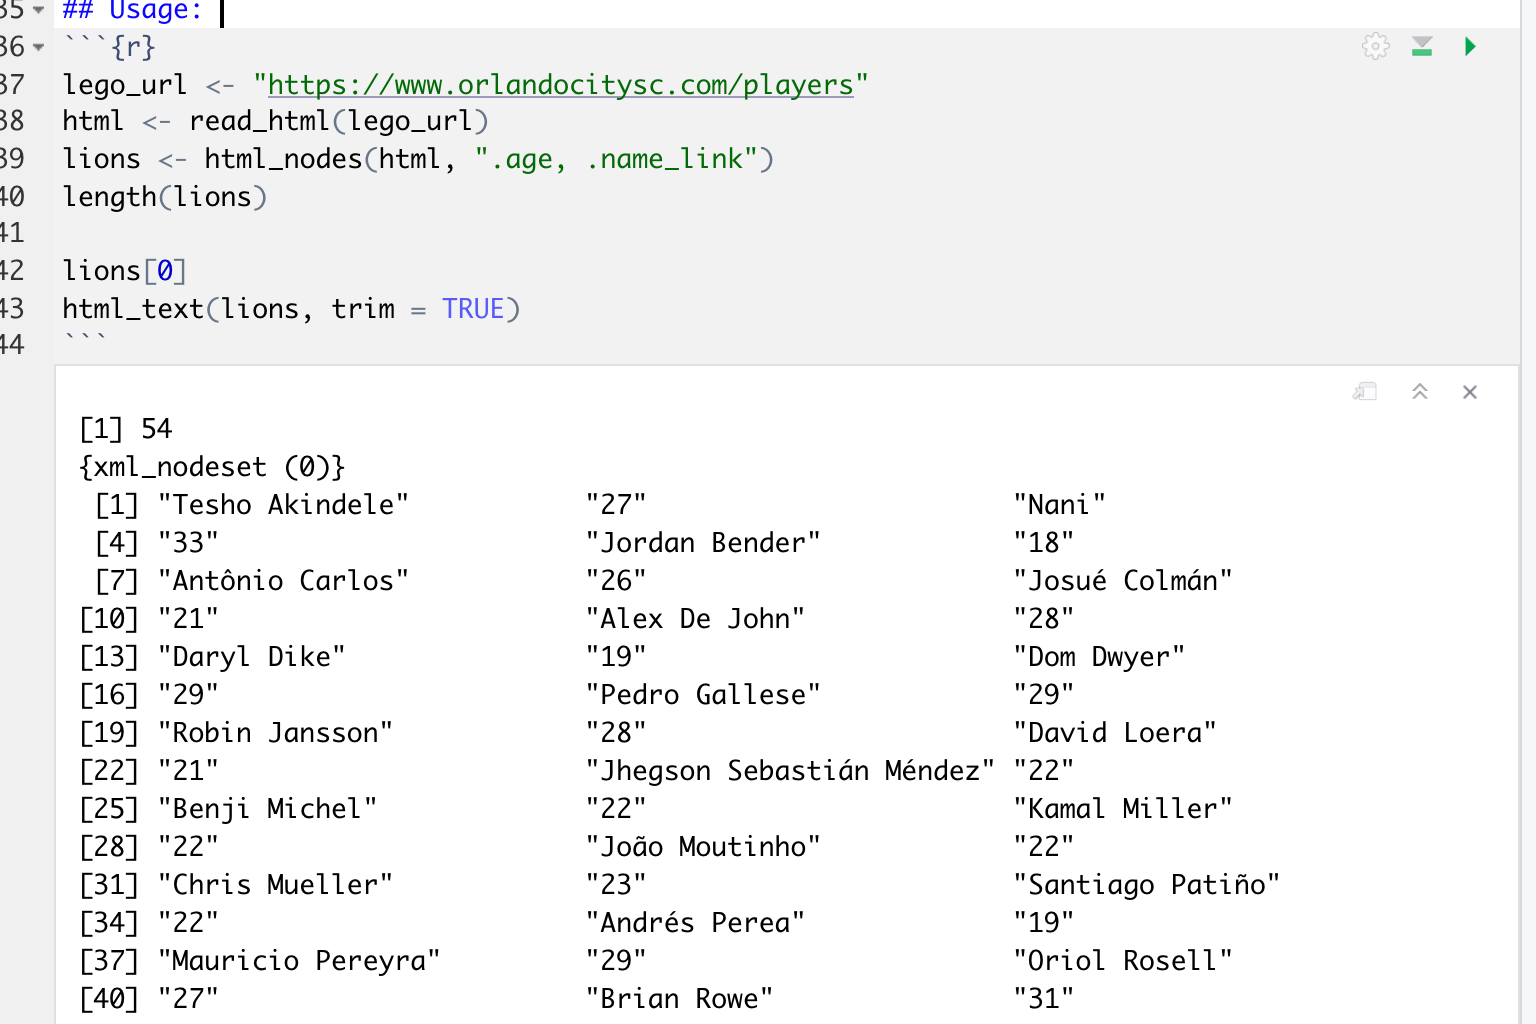 35 ## Usage:
36 ```{r}
37 lego_url <- "https://www.orlandocitysc.com/players"
38 html <- read_html(lego_url)
39 lions <- html_nodes(html, ".age, .name_link")
40 length(lions)
41
42 lions[0]
43 html_text(lions, trim = TRUE)
44 ```
[1] 54
{xml_nodeset (0)}
[1] "Tesho Akindele" "27" "Nani"
[4] "33" "Jordan Bender" "18"
[7] "Antônio Carlos" "26" "Josué Colmán"
[10] "21" "Alex De John" "28"
[13] "Daryl Dike" "19" "Dom Dwyer"
[16] "29" "Pedro Gallese" "29"
[19] "Robin Jansson" "28" "David Loera"
[22] "21" "Jhegson Sebastián Méndez" "22"
[25] "Benji Michel" "22" "Kamal Miller"
[28] "22" "João Moutinho" "22"
[31] "Chris Mueller" "23" "Santiago Patiño"
[34] "22" "Andrés Perea" "19"
[37] "Mauricio Pereyra" "29" "Oriol Rosell"
[40] "27" "Brian Rowe" "31"